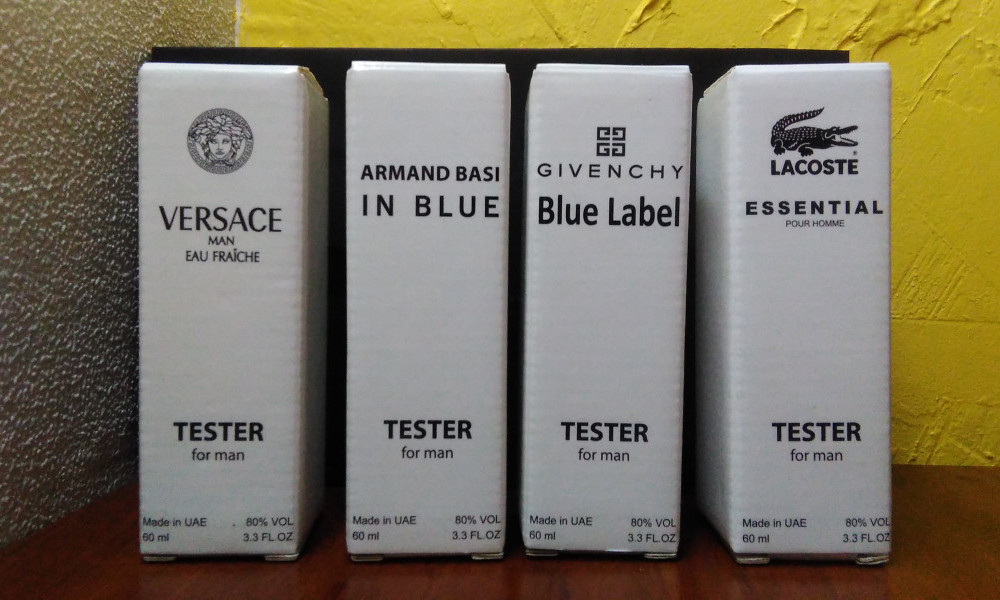 VERSACE
MAN
EAU FRAÎCHE
TESTER
for man
Made in UAE 80% VOL
60 ml 3.3 FL.OZ
ARMAND BASI
IN BLUE
TESTER
for man
Made in UAE 80% VOL
60 ml 3.3 FL.OZ
GIVENCHY
Blue Label
TESTER
for man
Made in UAE 80% VOL
60 ml 3.3 FL.OZ
LACOSTE
ESSENTIAL
POUR HOMME
TESTER
for man
Made in UAE 80% VOL
60 ml 3.3 FL.OZ